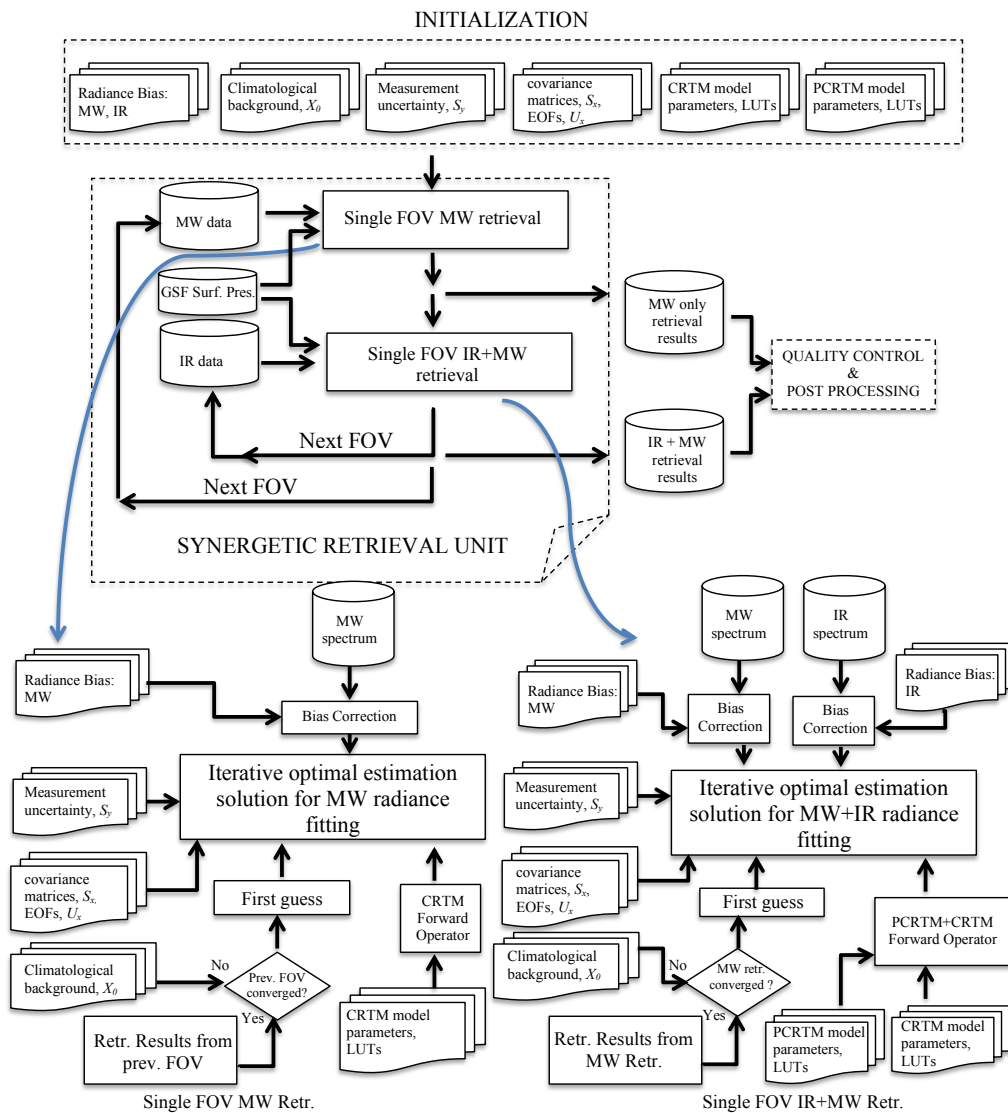 INITIALIZATION
Radiance Bias:
MW, IR
Climatological
background, X0
Measurement
uncertainty, Sy
covariance
matrices, Sx,
EOFs, Ux
CRTM model
parameters, LUTs
PCRTM model
parameters, LUTs
MW data
Single FOV MW retrieval
GSF Surf. Pres.
IR data
Single FOV IR+MW
retrieval
MW only
retrieval
results
QUALITY CONTROL
&
POST PROCESSING
Next FOV
IR + MW
retrieval
results
Next FOV
SYNERGETIC RETRIEVAL UNIT
MW
spectrum
Radiance Bias:
MW
Bias Correction
Iterative optimal estimation
solution for MW radiance
fitting
Measurement
uncertainty, Sy
covariance
matrices, Sx,
EOFs, Ux
First guess
CRTM
Forward
Operator
Climatological
background, X0
No
Prev. FOV
converged?
Yes
Retr. Results from
prev. FOV
CRTM model
parameters,
LUTs
Single FOV MW Retr.
MW
spectrum
IR
spectrum
Radiance Bias:
MW
Bias
Correction
Bias
Correction
Radiance Bias:
IR
Iterative optimal estimation
solution for MW+IR radiance
fitting
Measurement
uncertainty, Sy
covariance
matrices, Sx,
EOFs, Ux
First guess
PCRTM+CRTM
Forward Operator
Climatological
background, X0
No
MW retr.
converged ?
Yes
Retr. Results from
MW Retr.
PCRTM model
parameters,
LUTs
CRTM model
parameters,
LUTs
Single FOV IR+MW Retr.